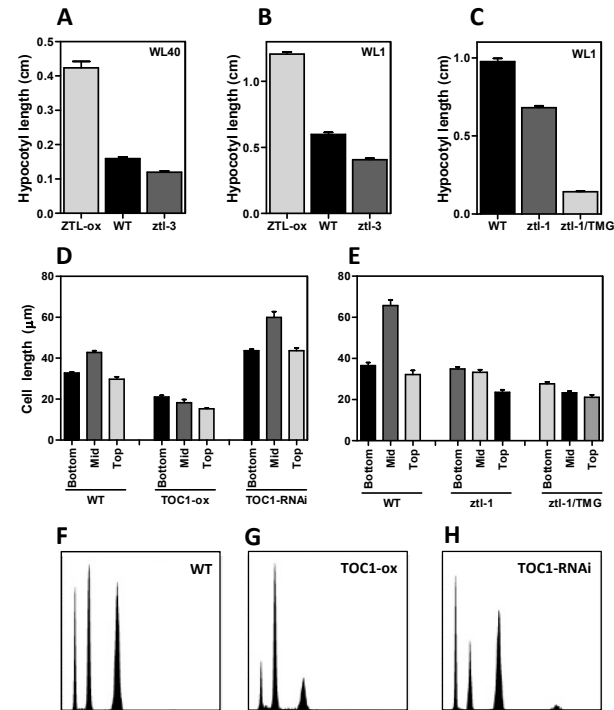 A
WL40
Hypocotyl length (cm)
0.5
0.4
0.3
0.2
0.1
0.0
ZTL-ox WT ztl-3
B
WL1
Hypocotyl length (cm)
1.0
0.5
0.0
ZTL-ox WT ztl-3
C
WL1
Hypocotyl length (cm)
1.0
0.5
0.0
WT ztl-1 ztl-1/TMG
D
Cell length (μm)
80
60
40
20
0
Bottom Mid Top Bottom Mid Top Bottom Mid Top
WT TOC1-ox TOC1-RNAi
E
80
60
40
20
0
Bottom Mid Top Bottom Mid Top Bottom Mid Top
WT ztl-1 ztl-1/TMG
F
WT
G
TOC1-ox
H
TOC1-RNAi